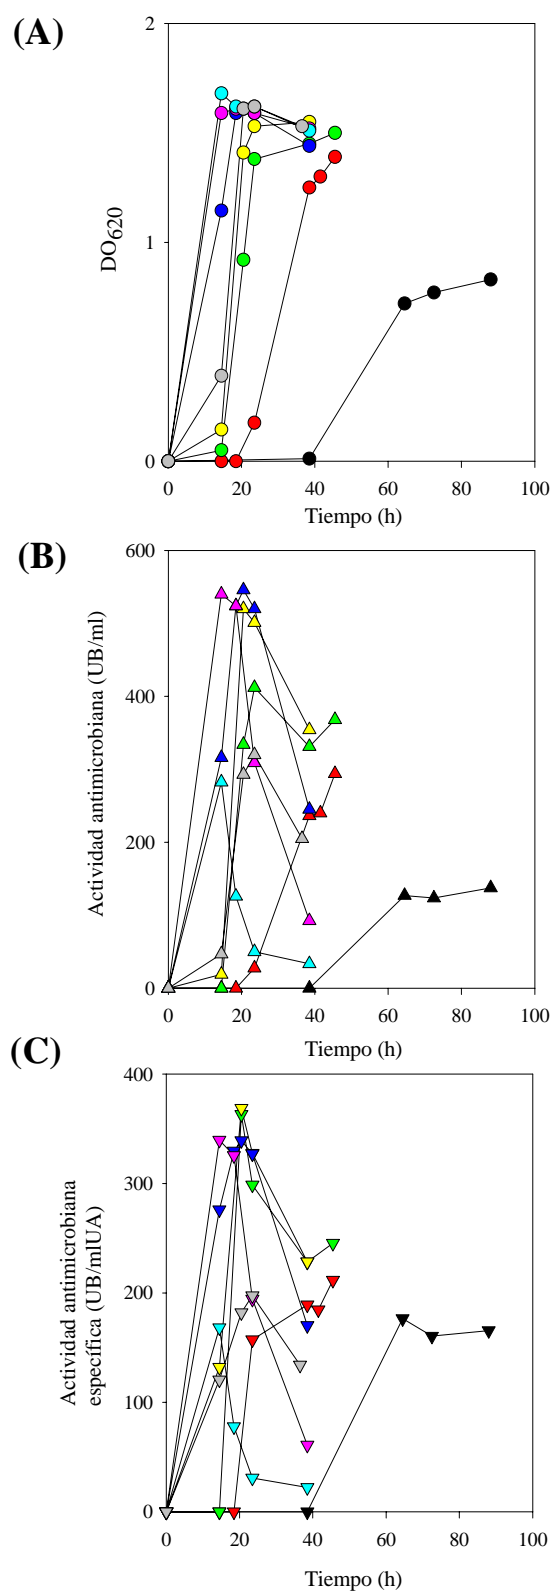 (A)
2
1
0
DO620
0 20 40 60 80 100
Tiempo (h)
(B)
600
400
200
0
Actividad antimicrobiana (UB/ml)
0 20 40 60 80 100
Tiempo (h)
(C)
400
300
200
100
0
Actividad antimicrobiana
específica (UB/mlUA)
0 20 40 60 80 100
Tiempo (h)